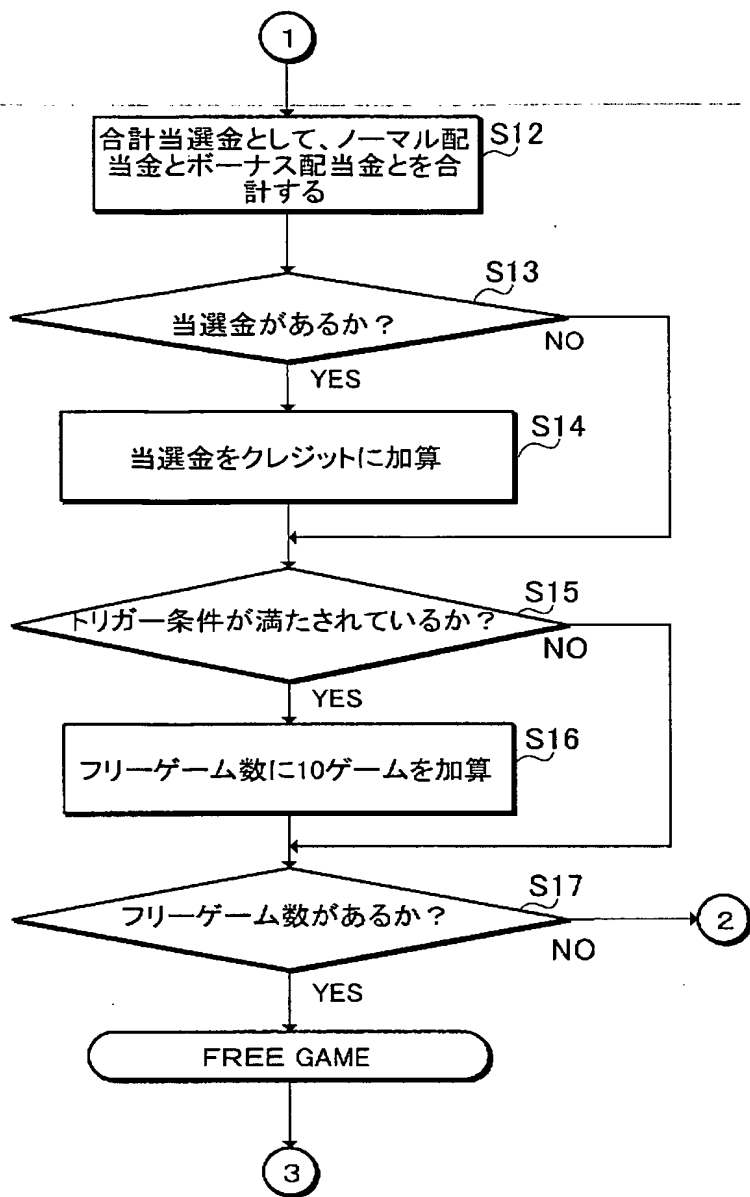 1
合計当選金として、ノーマル配
当金とボーナス配当金とを合
計する
S12
S13
当選金があるか？
NO
YES
S14
当選金をクレジットに加算
S15
トリガー条件が満たされているか？
NO
YES
S16
フリーゲーム数に10ゲームを加算
S17
フリーゲーム数があるか？
2
NO
YES
FREE GAME
3